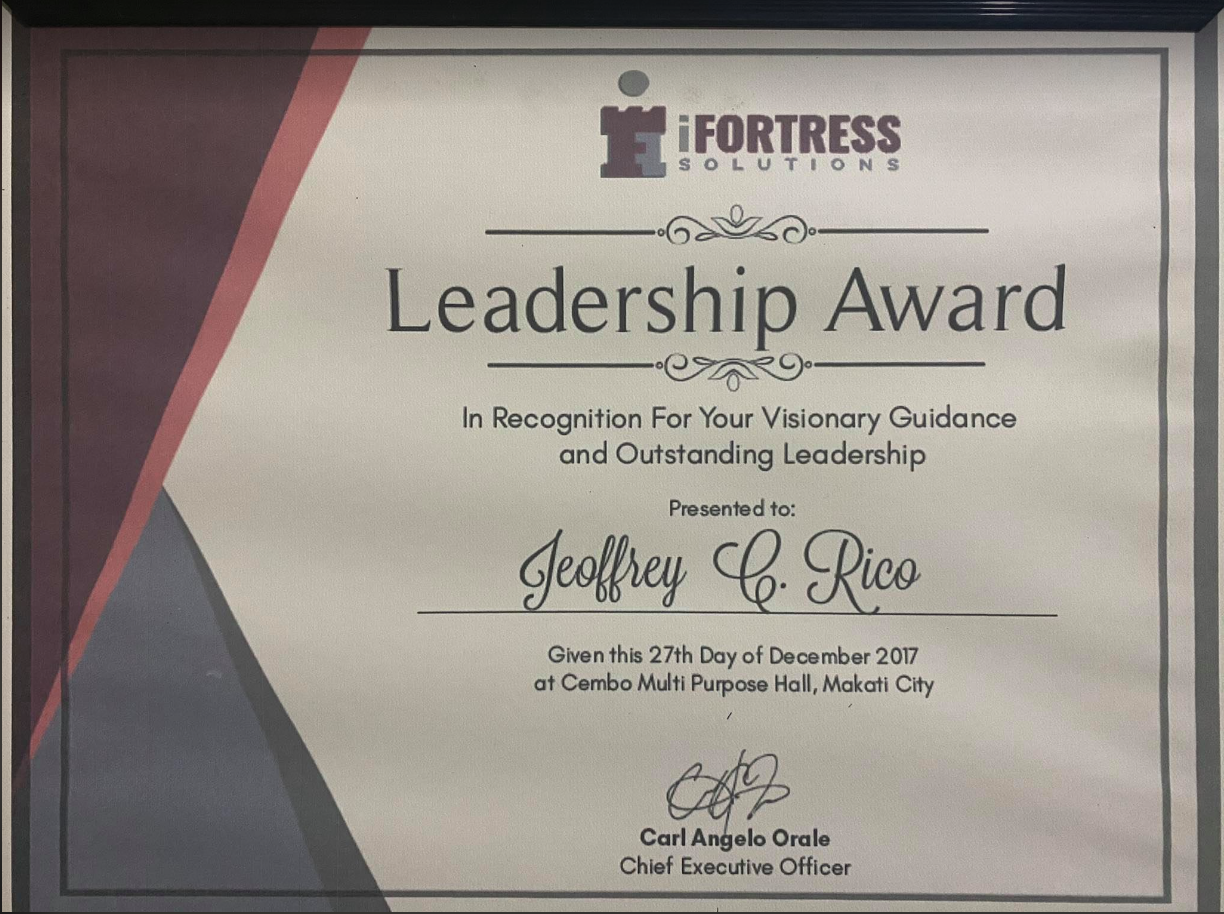 iFORTRESS
SOLUTIONS
Leadership Award
In Recognition For Your Visionary Guidance
and Outstanding Leadership
Presented to:
Jeoffrey C. Rico
Given this 27th Day of December 2017
at Cembo Multi Purpose Hall, Makati City
Carl Angelo Orale
Chief Executive Officer